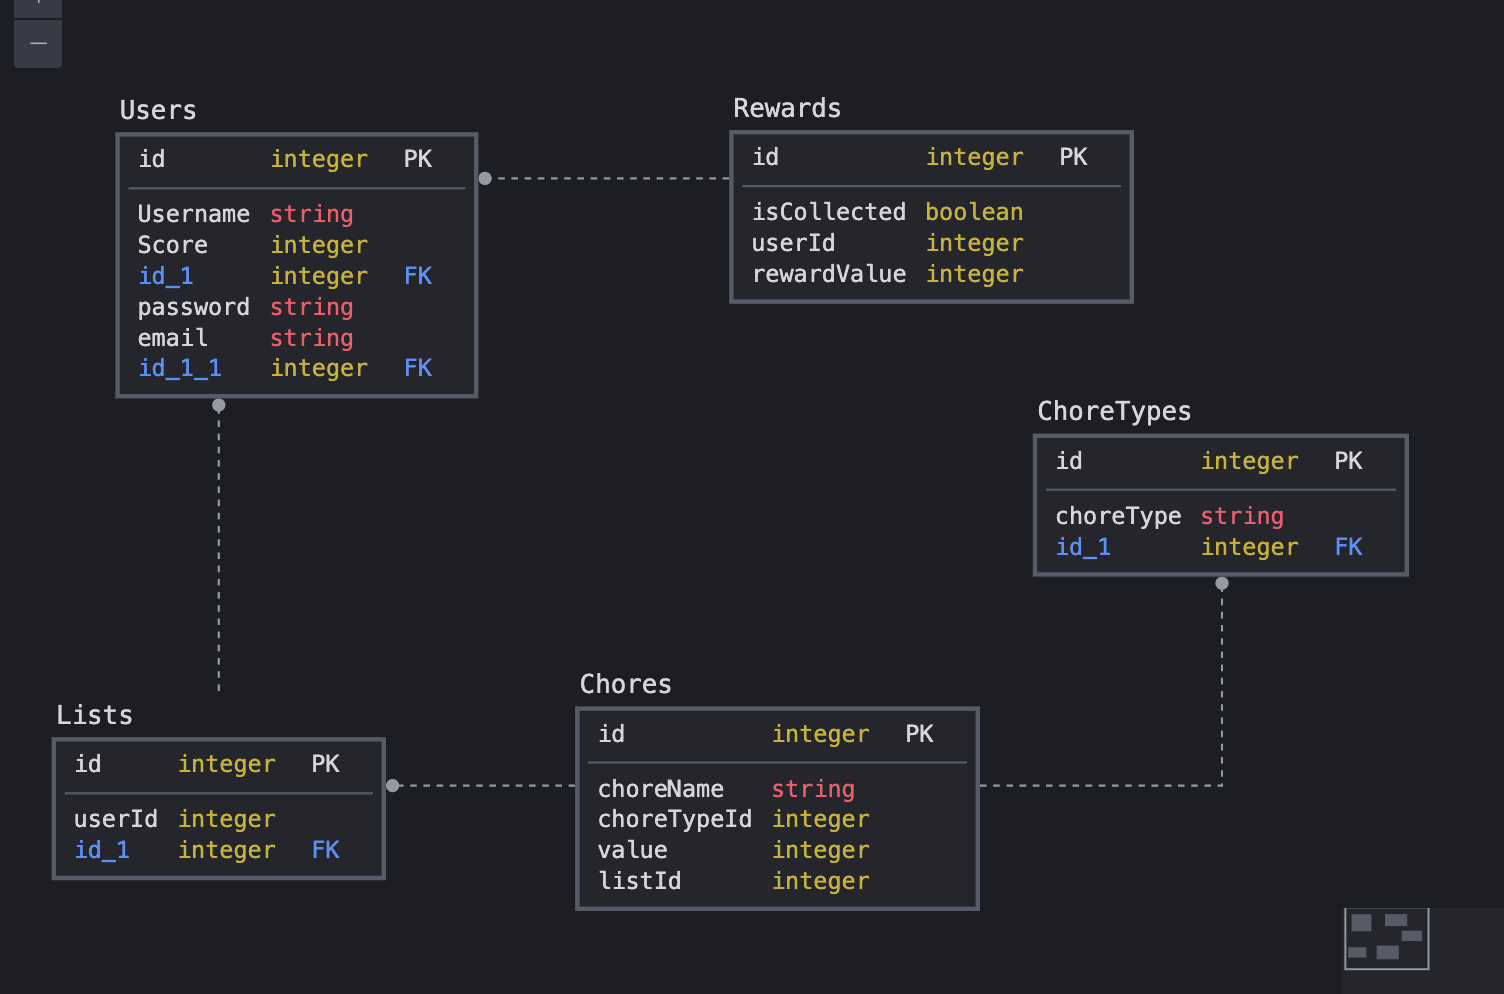 Users
id integer PK
Username string
Score integer
id_1 integer FK
password string
email string
id_1_1 integer FK
Rewards
id integer PK
isCollected boolean
userId integer
rewardValue integer
ChoreTypes
id integer PK
choreType string
id_1 integer FK
Lists
id integer PK
userId integer
id_1 integer FK
Chores
id integer PK
choreName string
choreTypeId integer
value integer
listId integer